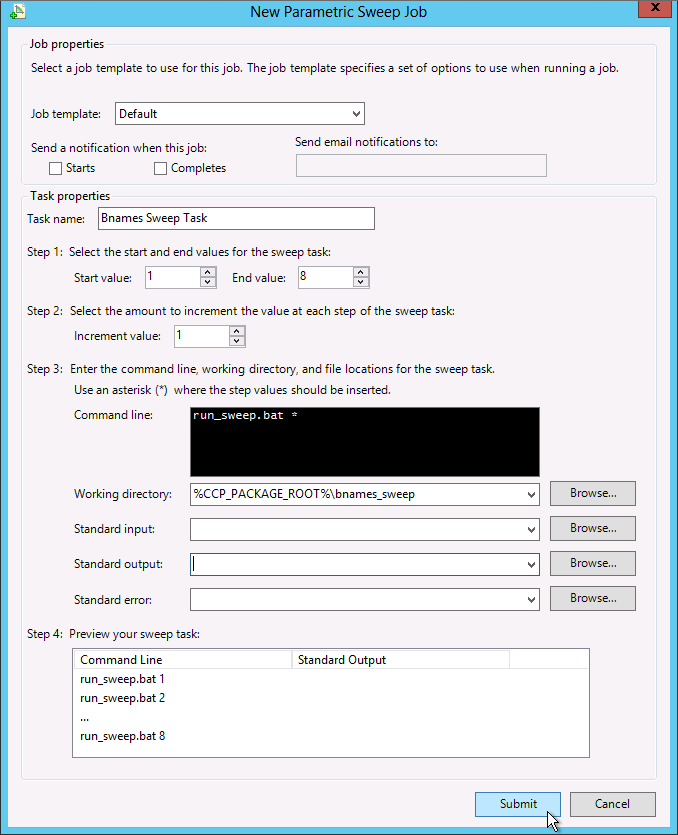 New Parametric Sweep Job
Job properties
Select a job template to use for this job. The job template specifies a set of options to use when running a job.
Job template: Default
Send a notification when this job: Send email notifications to:
Starts Completes
Task properties
Task name: Bnames Sweep Task
Step 1: Select the start and end values for the sweep task:
Start value: 1 End value: 8
Step 2: Select the amount to increment the value at each step of the sweep task:
Increment value: 1
Step 3: Enter the command line, working directory, and file locations for the sweep task.
Use an asterisk (*) where the step values should be inserted.
Command line: run_sweep.bat *
Working directory: %CCP_PACKAGE_ROOT%\bnames_sweep Browse...
Standard input: Browse...
Standard output: Browse...
Standard error: Browse...
Step 4: Preview your sweep task:
Command Line Standard Output
run_sweep.bat 1
run_sweep.bat 2
...
run_sweep.bat 8
Submit Cancel